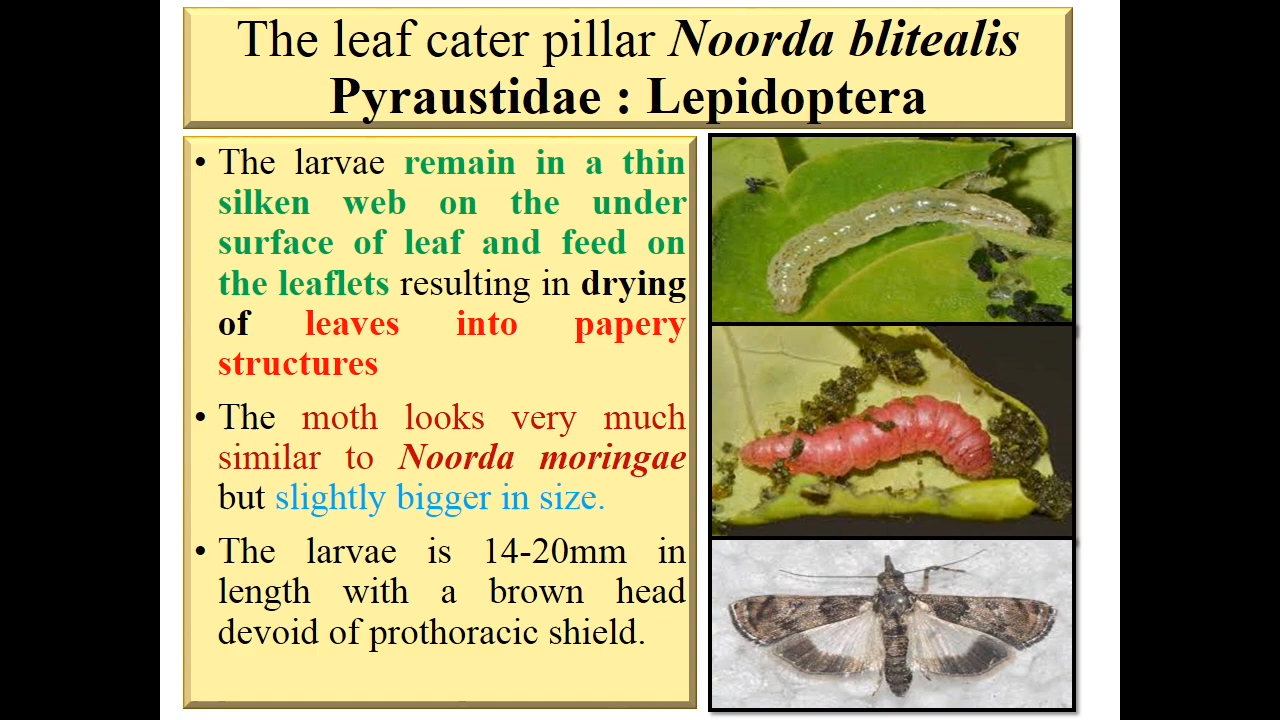 The leaf cater pillar Noorda blitealis
Pyraustidae : Lepidoptera
• The larvae remain in a thin
silken web on the under
surface of leaf and feed on
the leaflets resulting in drying
of leaves into papery
structures
• The moth looks very much
similar to Noorda moringae
but slightly bigger in size.
• The larvae is 14-20mm in
length with a brown head
devoid of prothoracic shield.